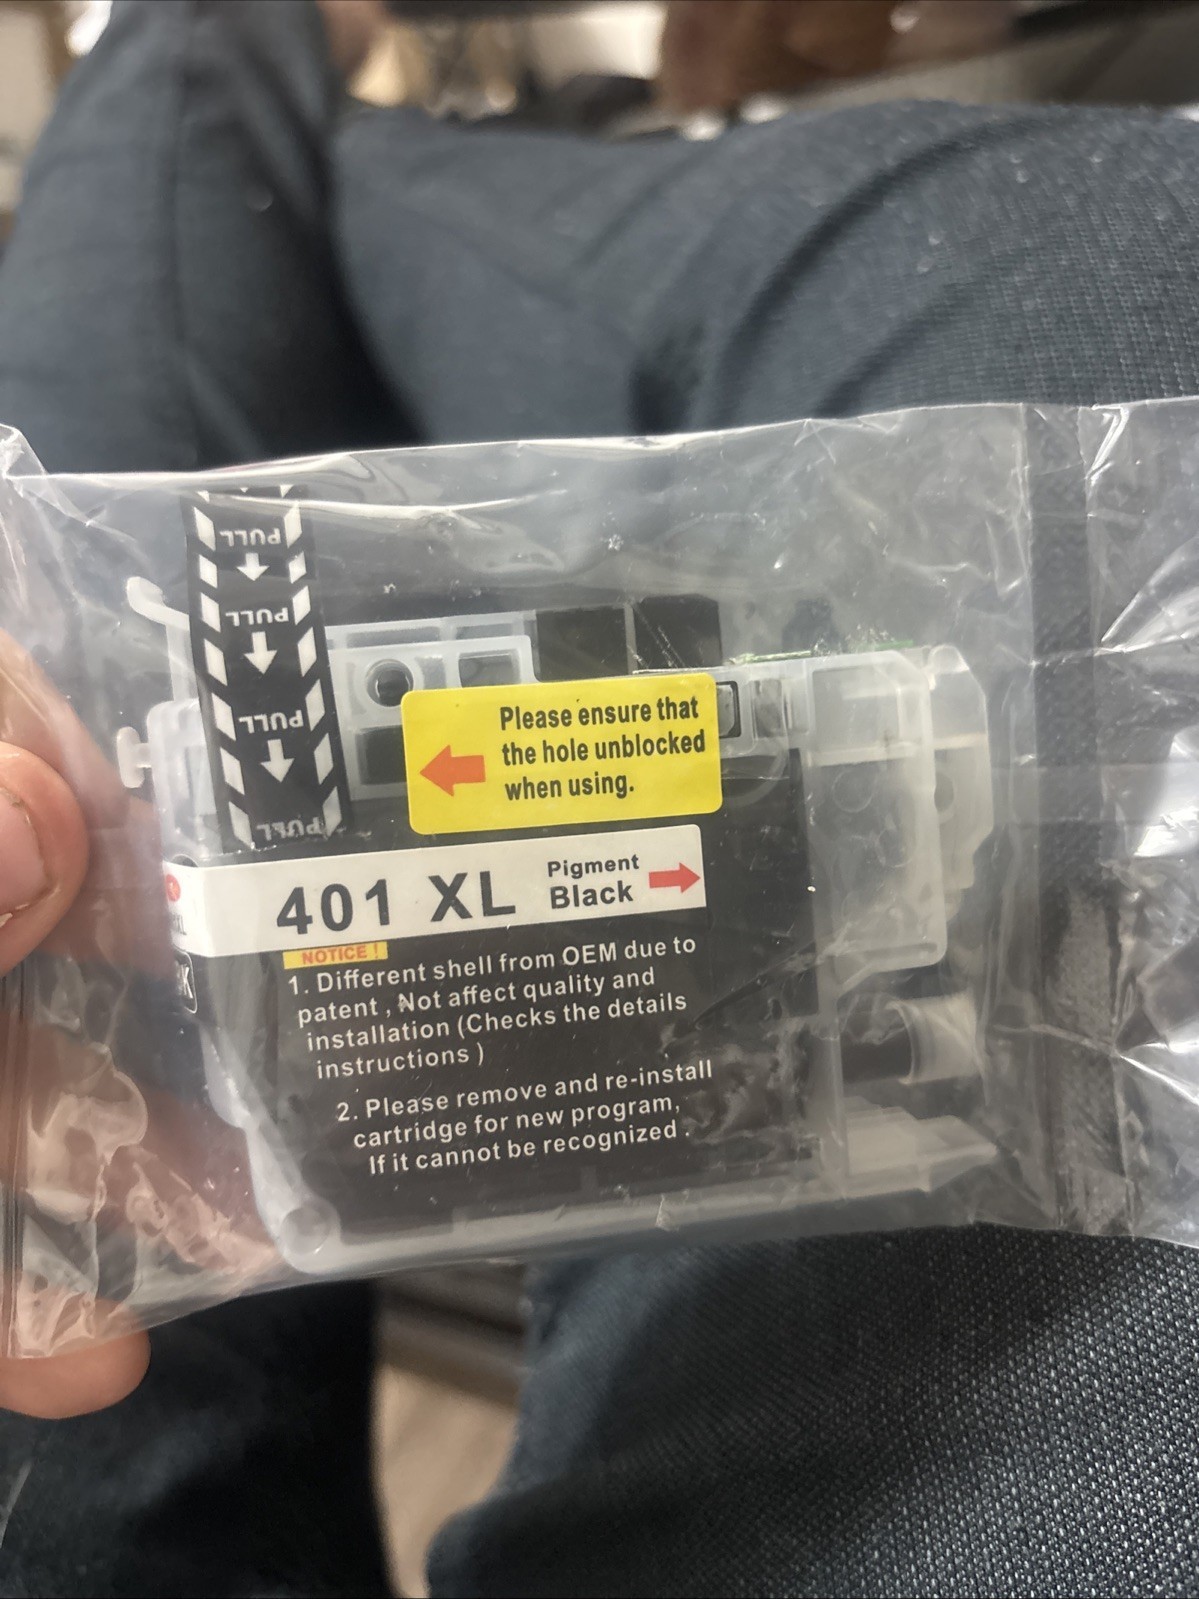 PULL
PULL
PULL
PULL
Please ensure that
the hole unblocked
when using.
401 XL
Pigment
Black
NOTICE !
1. Different shell from OEM due to
patent , Not affect quality and
installation (Checks the details
instructions )
2. Please remove and re-install
cartridge for new program,
If it cannot be recognized .